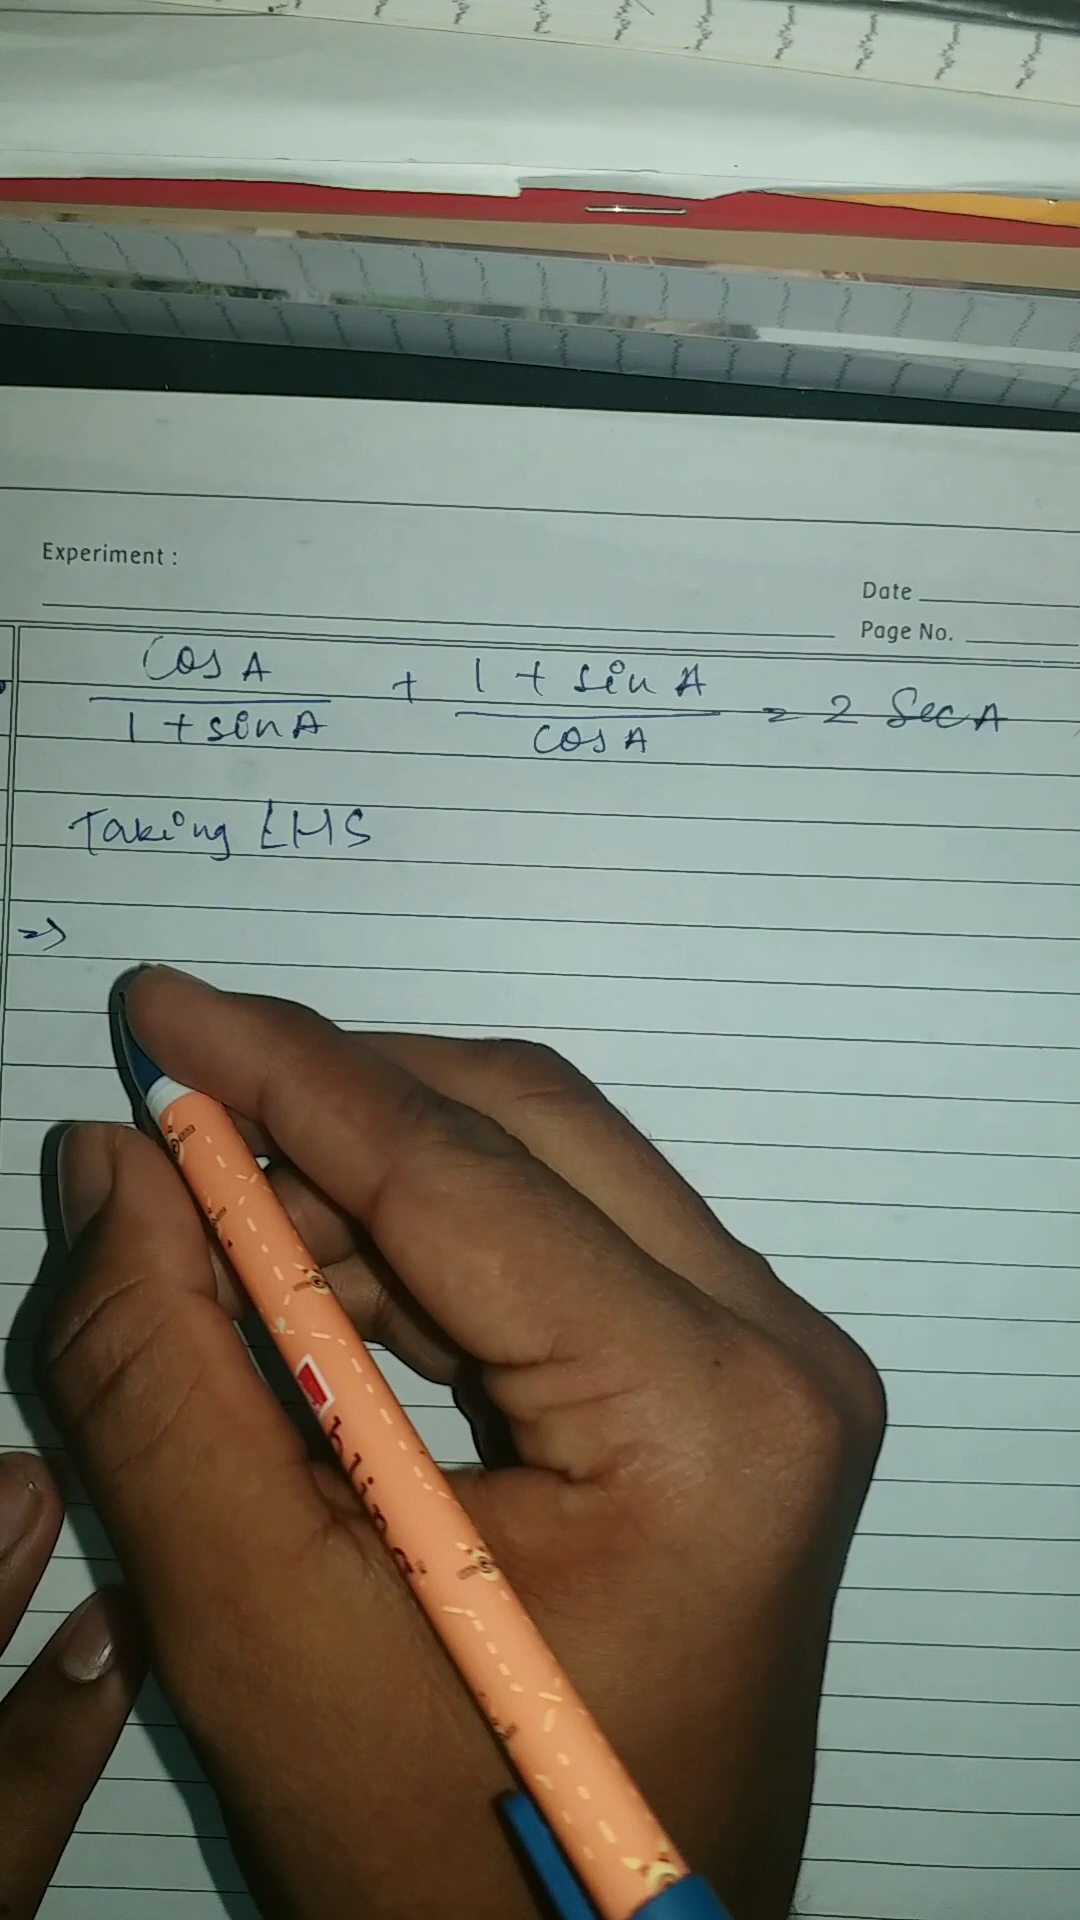 Experiment :
Date
Page No.
Cos A / 1 + sin A + 1 + sin A / cos A = 2 Sec A
Taking LHS
=>